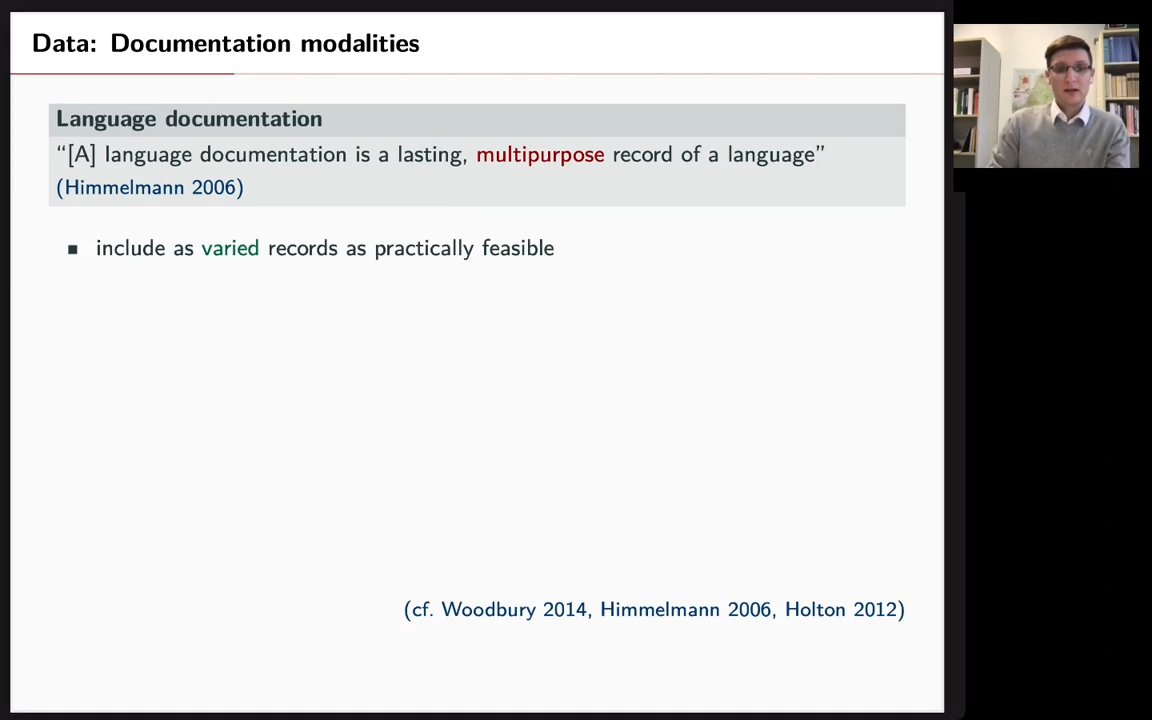 Data: Documentation modalities
Language documentation
“[A] language documentation is a lasting, multipurpose record of a language”
(Himmelmann 2006)
■ include as varied records as practically feasible
(cf. Woodbury 2014, Himmelmann 2006, Holton 2012)